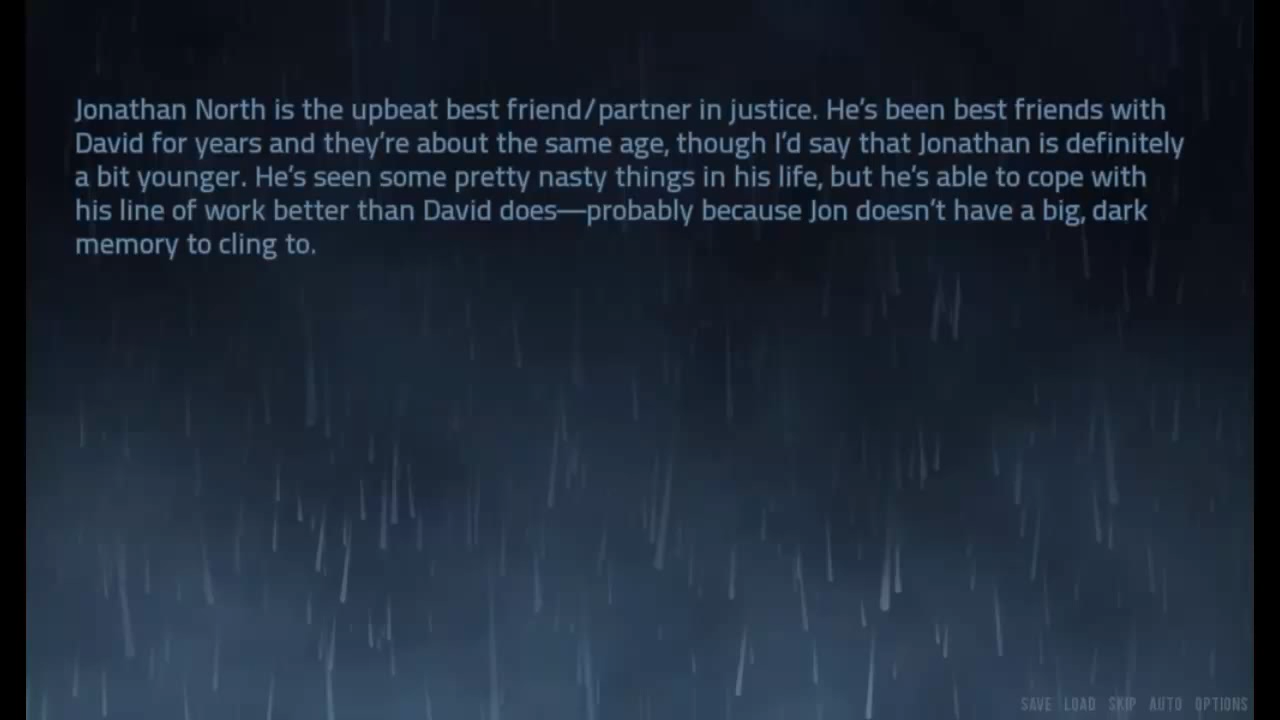 Jonathan North is the upbeat best friend/partner in justice. He's been best friends with
David for years and they're about the same age, though I'd say that Jonathan is definitely
a bit younger. He's seen some pretty nasty things in his life, but he's able to cope with
his line of work better than David does—probably because Jon doesn't have a big, dark
memory to cling to.
SAVE LOAD SKIP AUTO OPTIONS